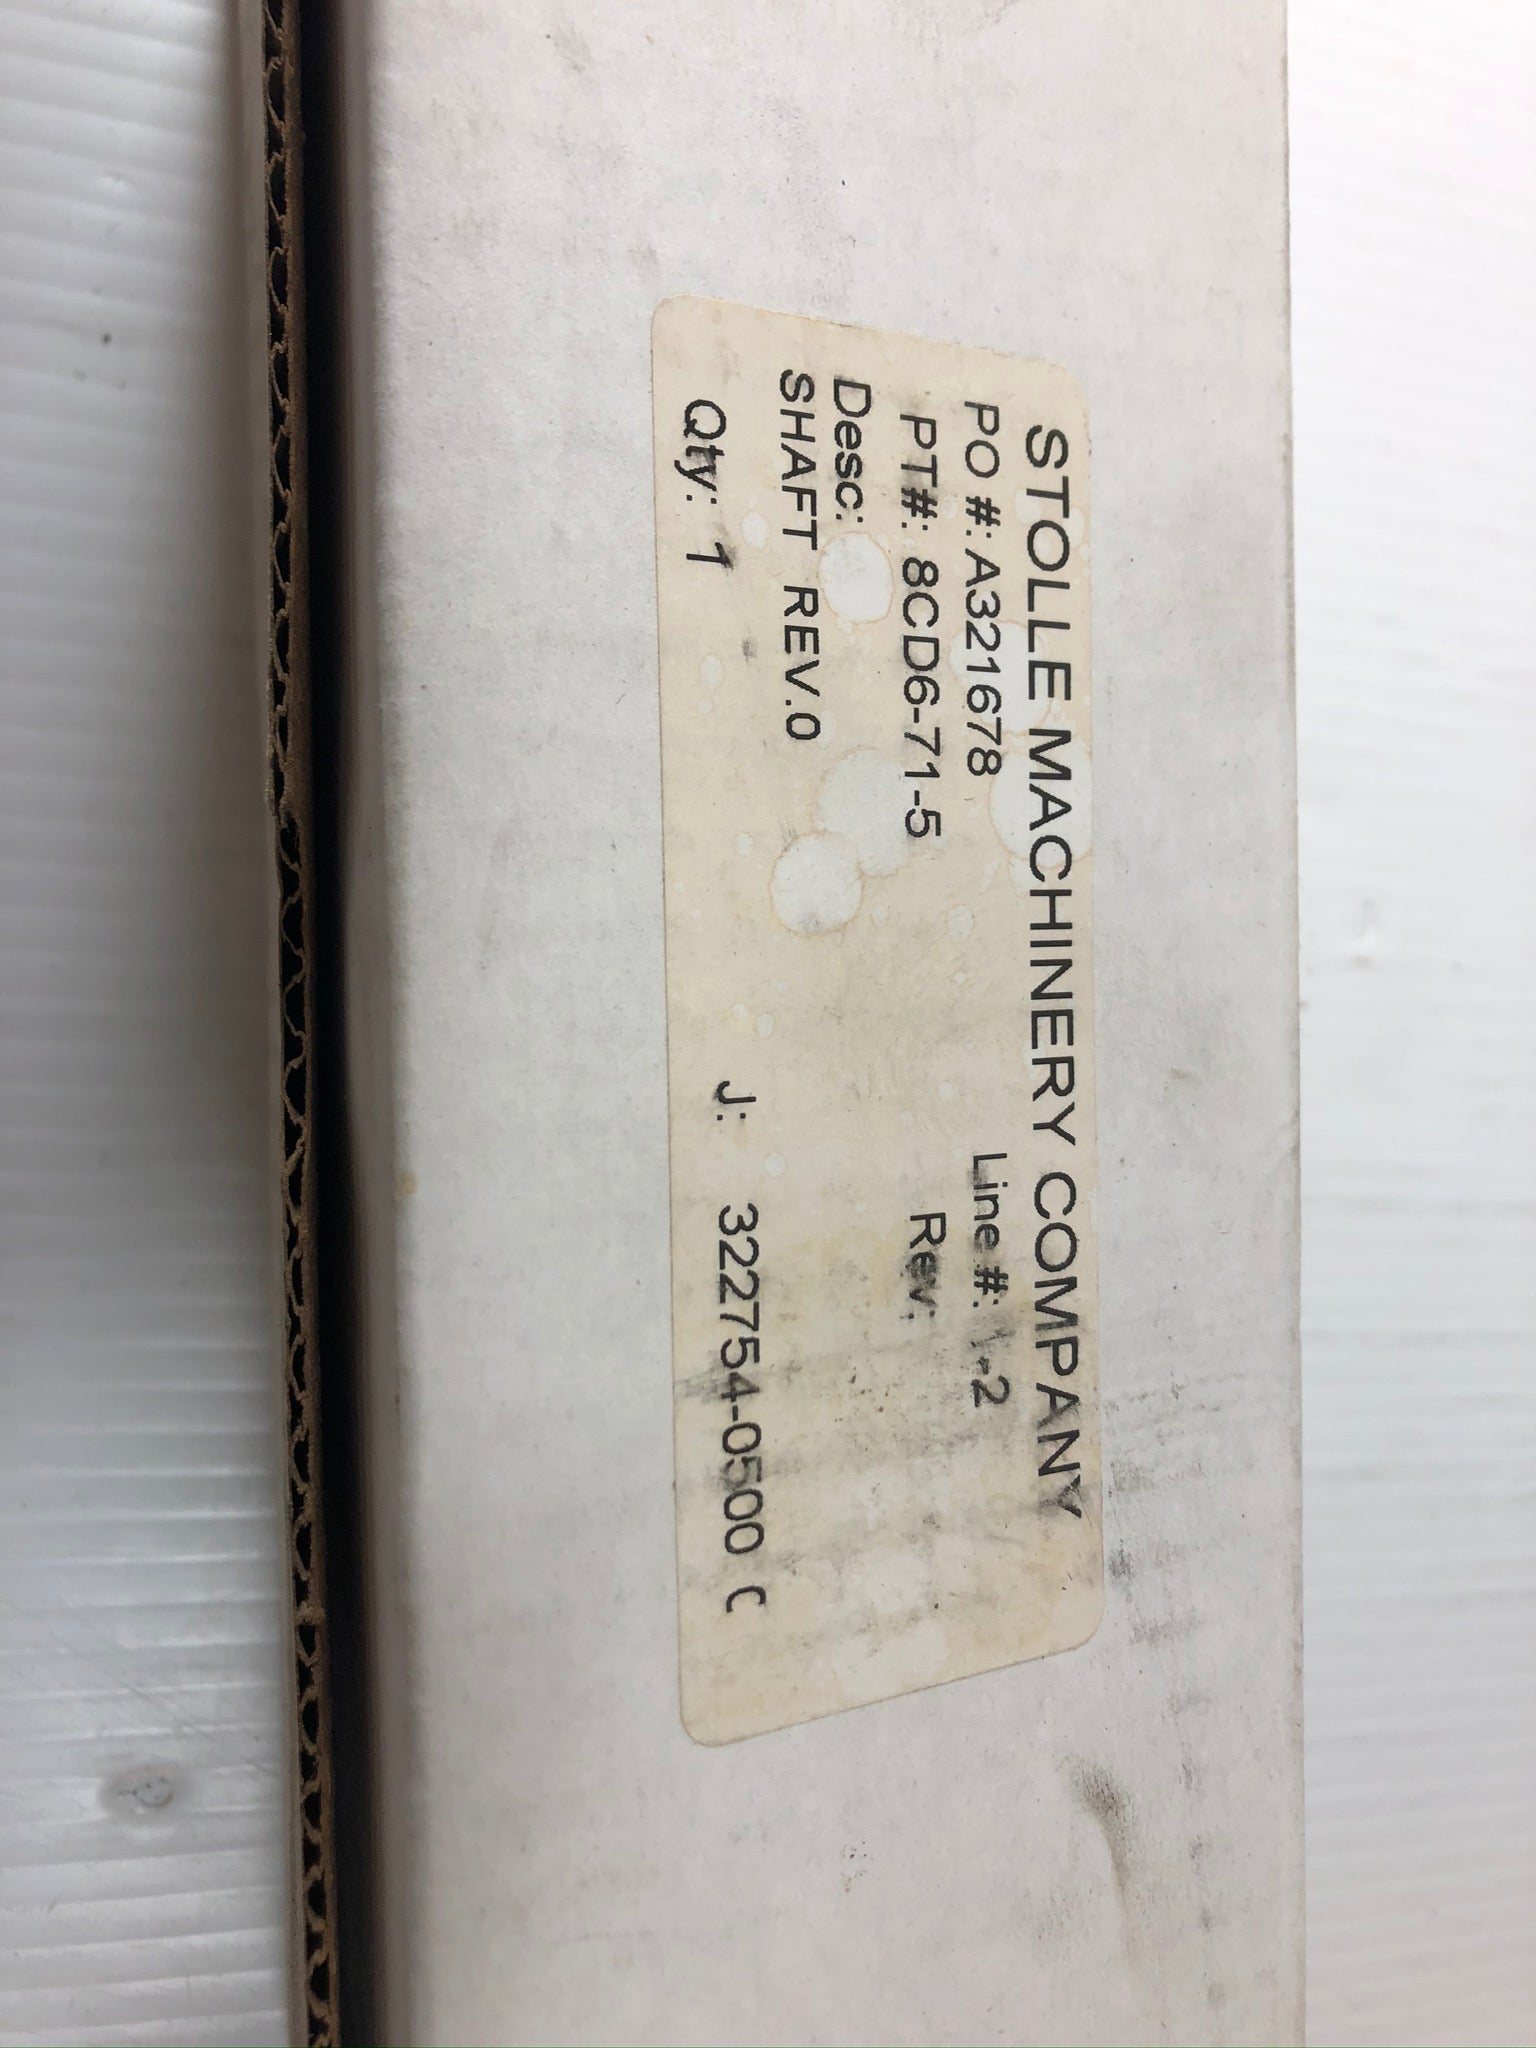 STOLLE MACHINERY COMPANY
PO #: A321678 Line #: 1-2
PT#: 8CD6-71-5 Rev:
Desc:
SHAFT REV.0
Qty: 1 J: 322754-0500 C